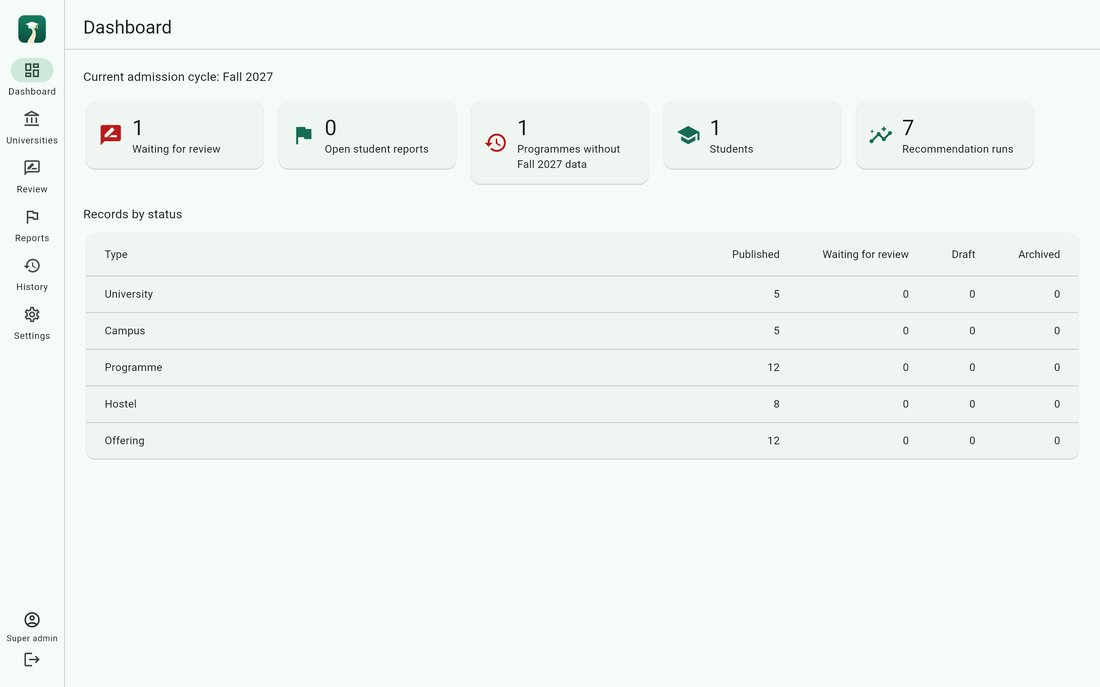 Dashboard
Dashboard
Universities
Review
Reports
History
Settings
Super admin
Current admission cycle: Fall 2027
1
Waiting for review
0
Open student reports
1
Programmes without
Fall 2027 data
1
Students
7
Recommendation runs
Records by status
Type Published Waiting for review Draft Archived
University 5 0 0 0
Campus 5 0 0 0
Programme 12 0 0 0
Hostel 8 0 0 0
Offering 12 0 0 0